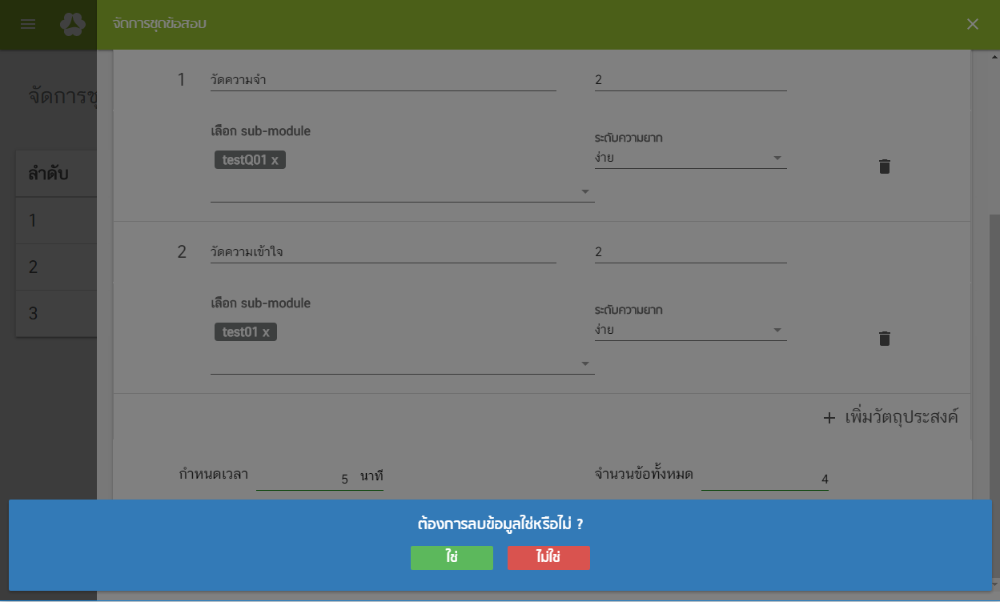 จัดการชุดข้อสอบ
จัดการชุ
ลำดับ
1
2
3
1 วัดความจำ 2
เลือก sub-module
ระดับความยาก
testQ01 x
ง่าย
2 วัดความเข้าใจ 2
เลือก sub-module
ระดับความยาก
test01 x
ง่าย
+ เพิ่มวัตถุประสงค์
กำหนดเวลา 5 นาที จำนวนข้อทั้งหมด 4
ต้องการลบข้อมูลใช่หรือไม่ ?
ใช่ ไม่ใช่